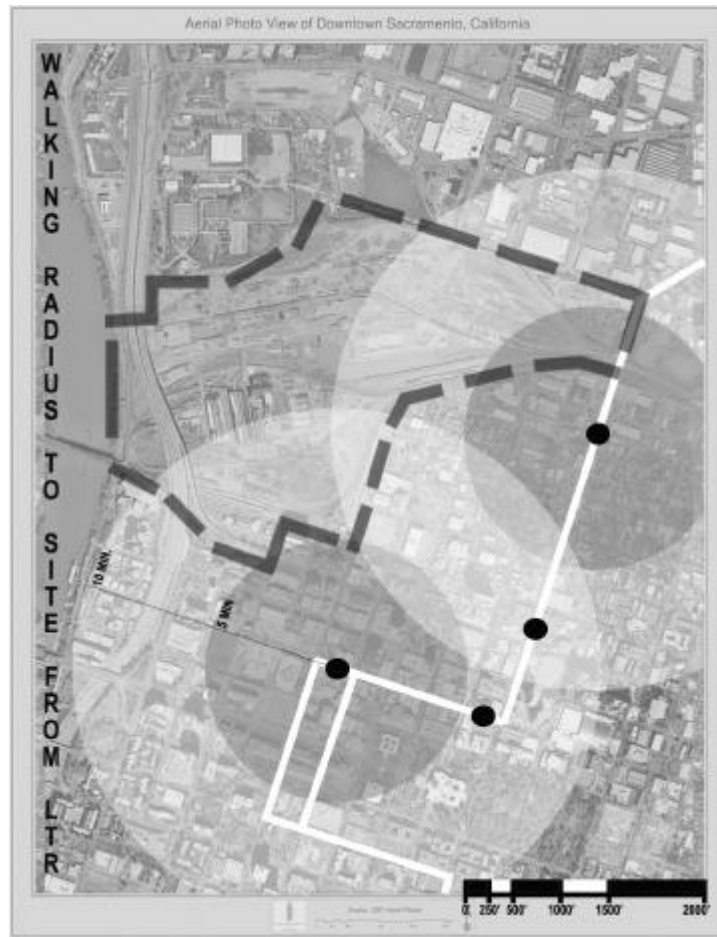 Aerial Photo View of Downtown Sacramento, California
WALKING RADIUS TO SITE FROM LTR
10 MIN.
5 MIN
0' 250' 500' 1000' 1500' 2000'